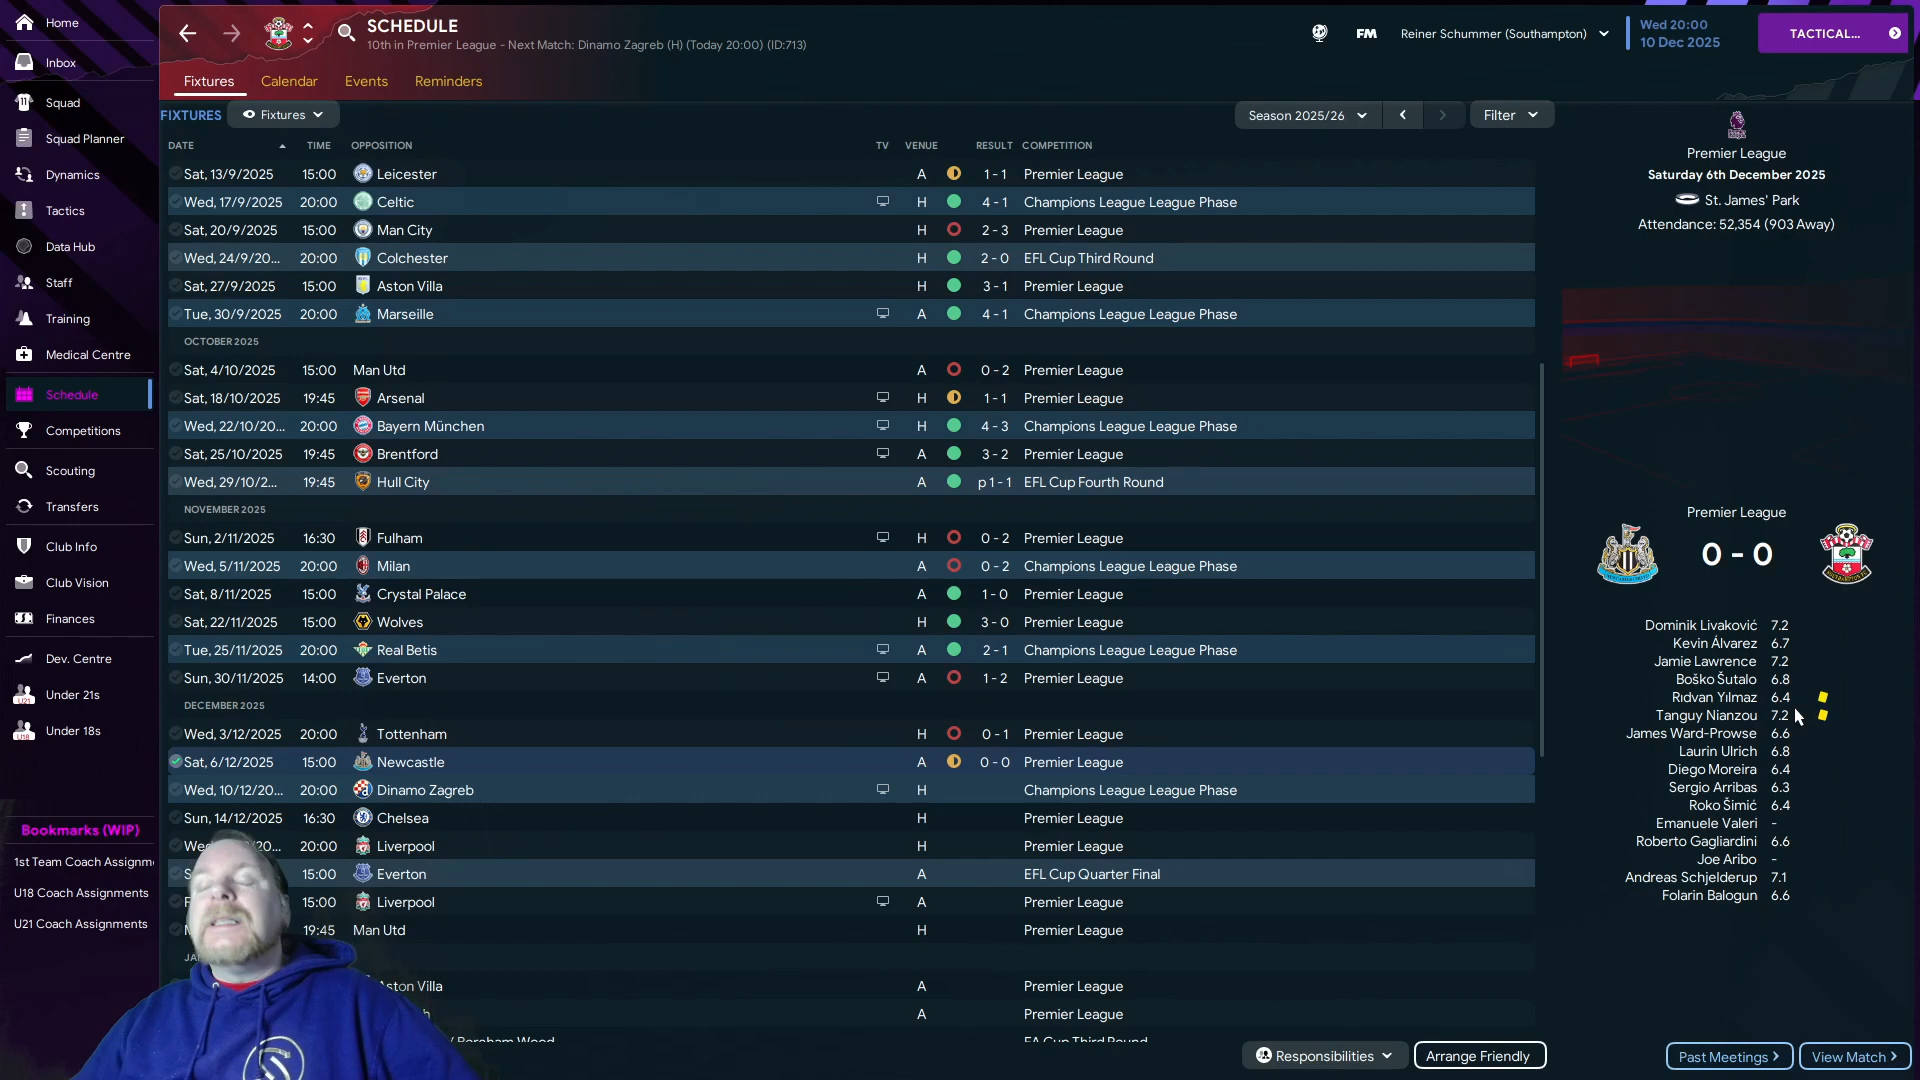 Home
Inbox
Squad
Squad Planner
Dynamics
Tactics
Data Hub
Staff
Training
Medical Centre
Schedule
Competitions
Scouting
Transfers
Club Info
Club Vision
Finances
Dev. Centre
Under 21s
Under 18s
Bookmarks (WIP)
1st Team Coach Assignme
U18 Coach Assignments
U21 Coach Assignments
SCHEDULE
10th in Premier League - Next Match: Dinamo Zagreb (H) (Today 20:00) (ID:713)
FM
Reiner Schummer (Southampton)
Wed 20:00
10 Dec 2025
TACTICAL...
Fixtures Calendar Events Reminders
FIXTURES Fixtures Season 2025/26 Filter
DATE TIME OPPOSITION TV VENUE RESULT COMPETITION
Sat, 13/9/2025 15:00 Leicester A 1 - 1 Premier League
Wed, 17/9/2025 20:00 Celtic H 4 - 1 Champions League League Phase
Sat, 20/9/2025 15:00 Man City H 2 - 3 Premier League
Wed, 24/9/20... 20:00 Colchester H 2 - 0 EFL Cup Third Round
Sat, 27/9/2025 15:00 Aston Villa H 3 - 1 Premier League
Tue, 30/9/2025 20:00 Marseille A 4 - 1 Champions League League Phase
OCTOBER 2025
Sat, 4/10/2025 15:00 Man Utd A 0 - 2 Premier League
Sat, 18/10/2025 19:45 Arsenal H 1 - 1 Premier League
Wed, 22/10/20... 20:00 Bayern München H 4 - 3 Champions League League Phase
Sat, 25/10/2025 19:45 Brentford A 3 - 2 Premier League
Wed, 29/10/2... 19:45 Hull City A p 1 - 1 EFL Cup Fourth Round
NOVEMBER 2025
Sun, 2/11/2025 16:30 Fulham H 0 - 2 Premier League
Wed, 5/11/2025 20:00 Milan A 0 - 2 Champions League League Phase
Sat, 8/11/2025 15:00 Crystal Palace A 1 - 0 Premier League
Sat, 22/11/2025 15:00 Wolves H 3 - 0 Premier League
Tue, 25/11/2025 20:00 Real Betis A 2 - 1 Champions League League Phase
Sun, 30/11/2025 14:00 Everton A 1 - 2 Premier League
DECEMBER 2025
Wed, 3/12/2025 20:00 Tottenham H 0 - 1 Premier League
Sat, 6/12/2025 15:00 Newcastle A 0 - 0 Premier League
Wed, 10/12/20... 20:00 Dinamo Zagreb H Champions League League Phase
Sun, 14/12/2025 16:30 Chelsea H Premier League
20:00 Liverpool H Premier League
15:00 Everton A EFL Cup Quarter Final
15:00 Liverpool A Premier League
19:45 Man Utd H Premier League
Aston Villa A Premier League
A Premier League
Responsibilities Arrange Friendly
Premier League
Saturday 6th December 2025
St. James' Park
Attendance: 52,354 (903 Away)
Premier League
0 - 0
Dominik Livaković 7.2
Kevin Álvarez 6.7
Jamie Lawrence 7.2
Boško Šutalo 6.8
Rıdvan Yılmaz 6.4
Tanguy Nianzou 7.2
James Ward-Prowse 6.6
Laurin Ulrich 6.8
Diego Moreira 6.4
Sergio Arribas 6.3
Roko Šimić 6.4
Emanuele Valeri -
Roberto Gagliardini 6.6
Joe Aribo -
Andreas Schjelderup 7.1
Folarin Balogun 6.6
Past Meetings View Match